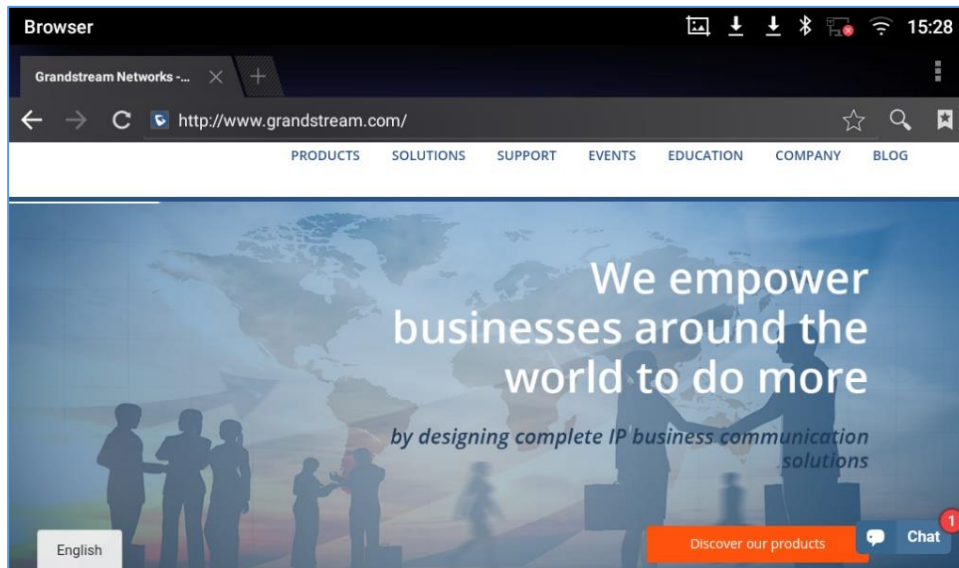 Browser
15:28
Grandstream Networks -...
http://www.grandstream.com/
PRODUCTS SOLUTIONS SUPPORT EVENTS EDUCATION COMPANY BLOG
We empower
businesses around the
world to do more
by designing complete IP business communication
solutions
English
Discover our products
Chat
1